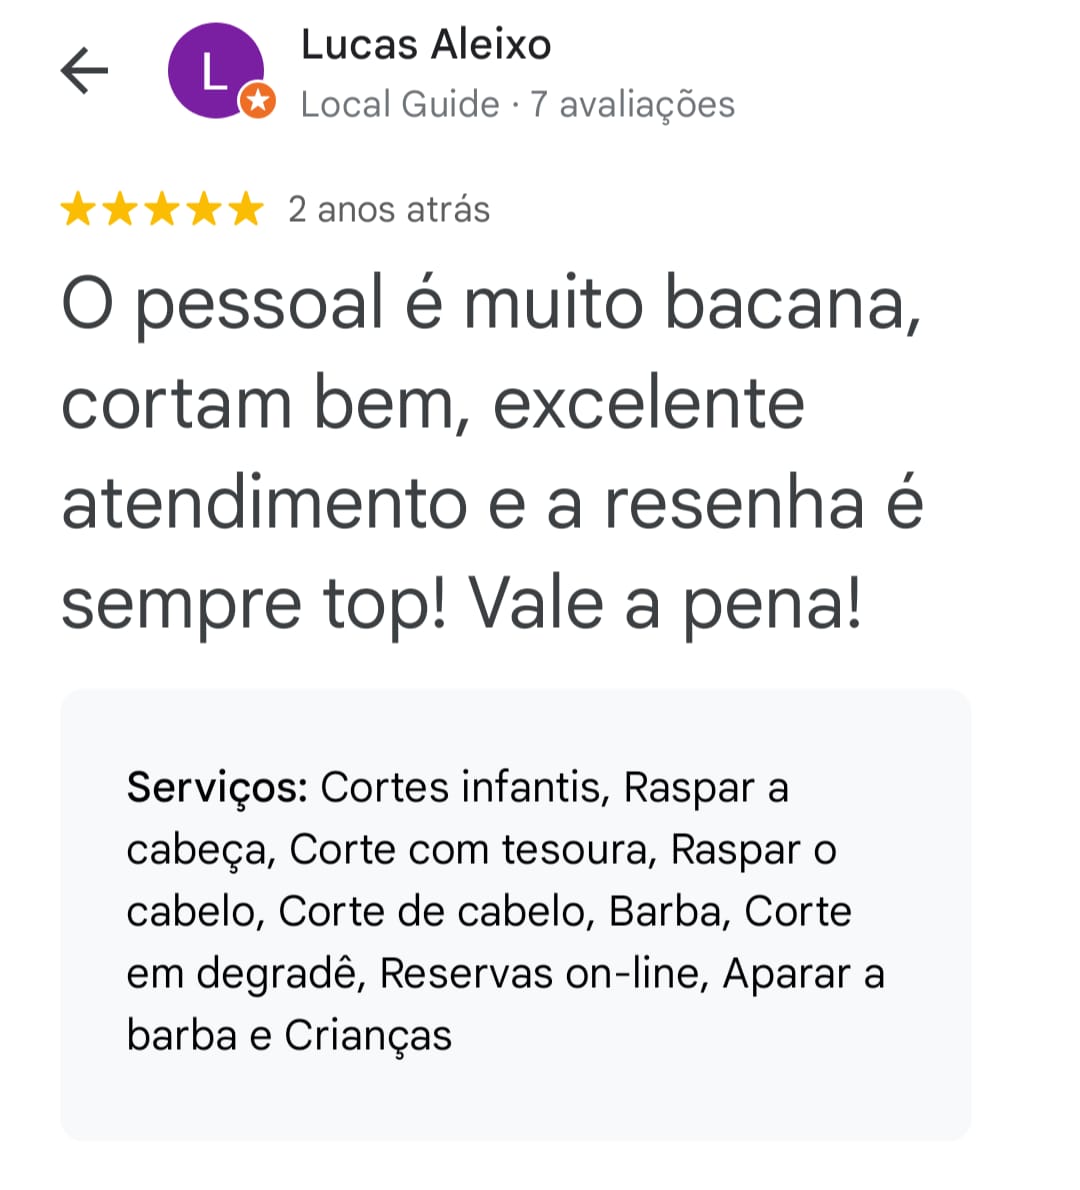 L
Lucas Aleixo
Local Guide · 7 avaliações
2 anos atrás
O pessoal é muito bacana,
cortam bem, excelente
atendimento e a resenha é
sempre top! Vale a pena!
Serviços: Cortes infantis, Raspar a
cabeça, Corte com tesoura, Raspar o
cabelo, Corte de cabelo, Barba, Corte
em degradê, Reservas on-line, Aparar a
barba e Crianças